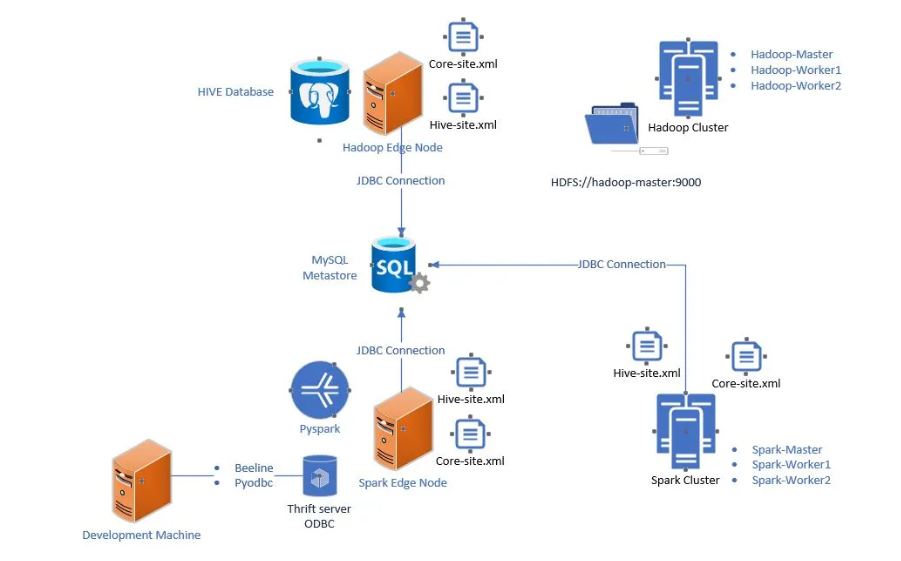 Core-site.xml
HIVE Database
Hive-site.xml
Hadoop Edge Node
Hadoop-Master
Hadoop-Worker1
Hadoop-Worker2
Hadoop Cluster
HDFS://hadoop-master:9000
JDBC Connection
MySQL
Metastore
SQL
JDBC Connection
JDBC Connection
Hive-site.xml
Core-site.xml
Hive-site.xml
Core-site.xml
Pyspark
Spark Edge Node
Spark-Master
Spark-Worker1
Spark-Worker2
Spark Cluster
Beeline
Pyodbc
Thrift server
ODBC
Development Machine